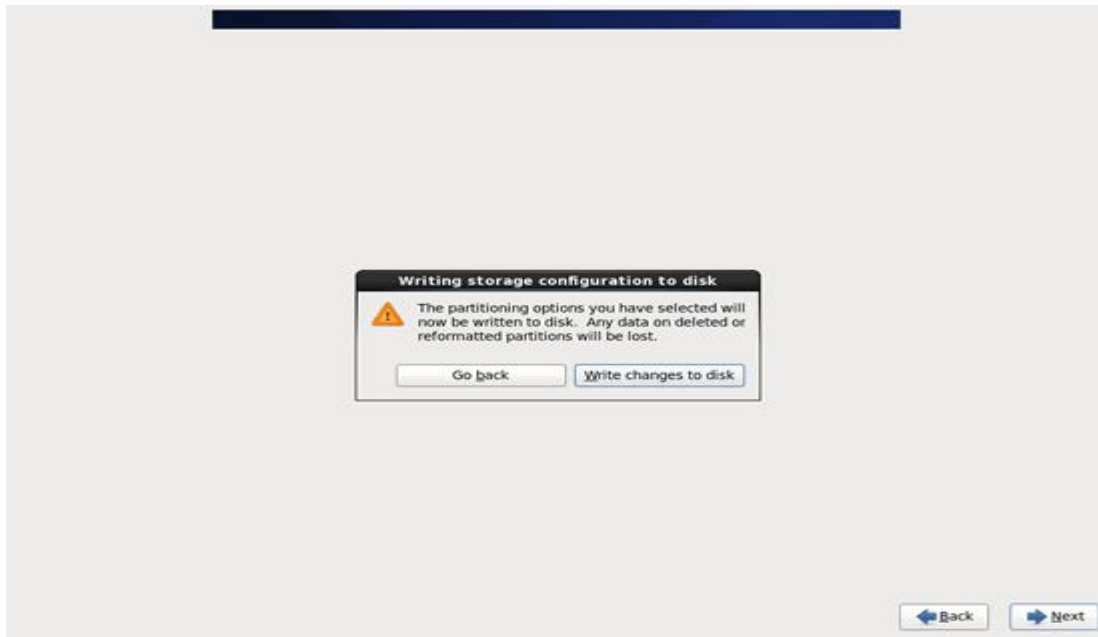 Writing storage configuration to disk
The partitioning options you have selected will
now be written to disk. Any data on deleted or
reformatted partitions will be lost.
Go back
Write changes to disk
Back
Next